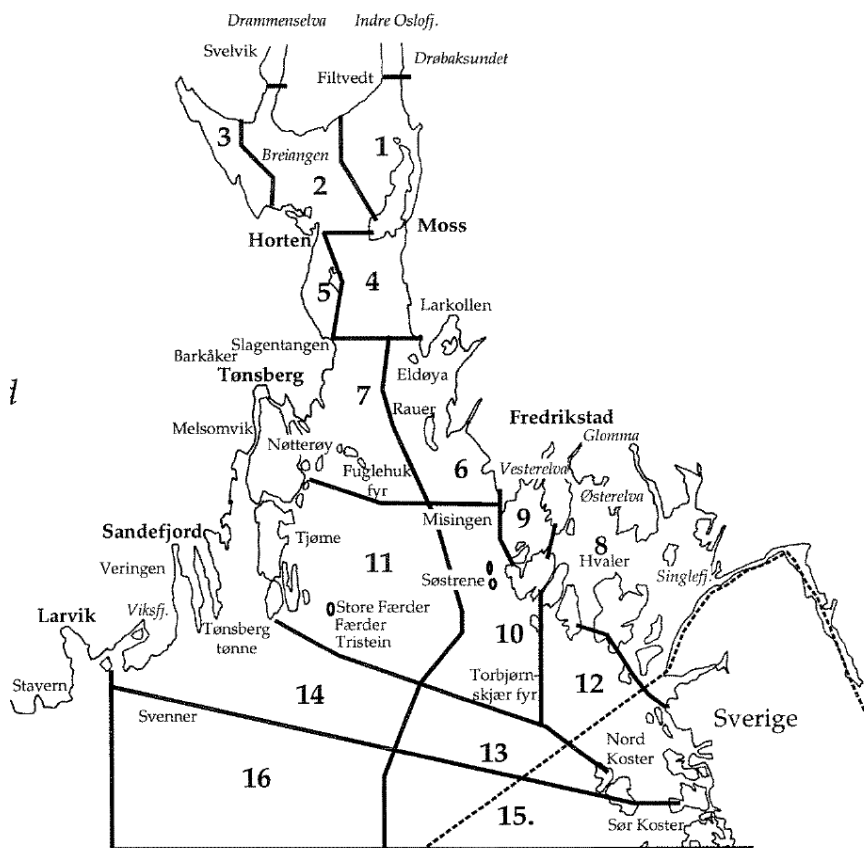 Drammenselva Indre Oslofj.
Svelvik
Filtvedt
Drøbaksundet
3
1
Breiangen
2
Horten
Moss
5
4
Larkollen
Slagentangen
Barkåker
Tønsberg
Eldøya
7
Rauer
Melsomvik
Fredrikstad
Glomma
Nøtterøy
Fuglehuk
fyr
6
Vesterelva
Østerelva
Misingen
9
Sandefjord
Tjøme
8
Hvaler
11
Veringen
Søstrene
Singlefj.
Larvik
Viksfj.
Store Færder
Færder
Tristein
Tønsberg
tønne
10
Torbjørn-
skjær fyr
12
Stavern
14
Svenner
Sverige
13
Nord
Koster
16
15.
Sør Koster